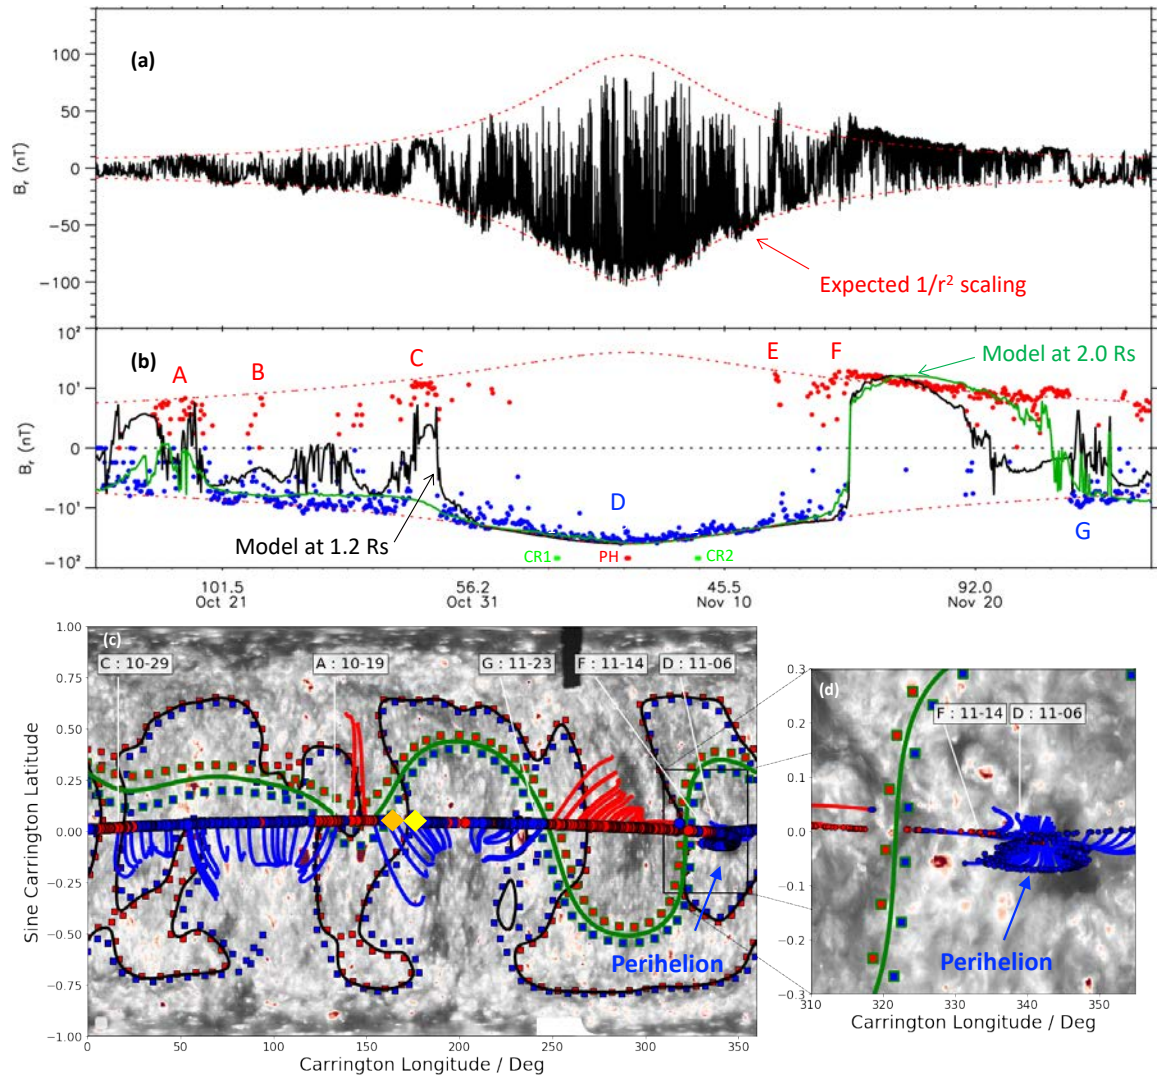 (a)
100
50
0
−50
−100
B_r (nT)
Expected 1/r² scaling
(b)
10²
10¹
0
−10¹
−10²
B_r (nT)
A
B
C
D
E
F
G
Model at 2.0 Rs
Model at 1.2 Rs
CR1
PH
CR2
101.5
56.2
45.5
92.0
Oct 21
Oct 31
Nov 10
Nov 20
(c)
1.00
0.75
0.50
0.25
0.00
−0.25
−0.50
−0.75
−1.00
Sine Carrington Latitude
C : 10-29
A : 10-19
G : 11-23
F : 11-14
D : 11-06
Perihelion
0
50
100
150
200
250
300
350
Carrington Longitude / Deg
(d)
0.3
0.2
0.1
0.0
−0.1
−0.2
−0.3
F : 11-14
D : 11-06
Perihelion
310
320
330
340
350
Carrington Longitude / Deg